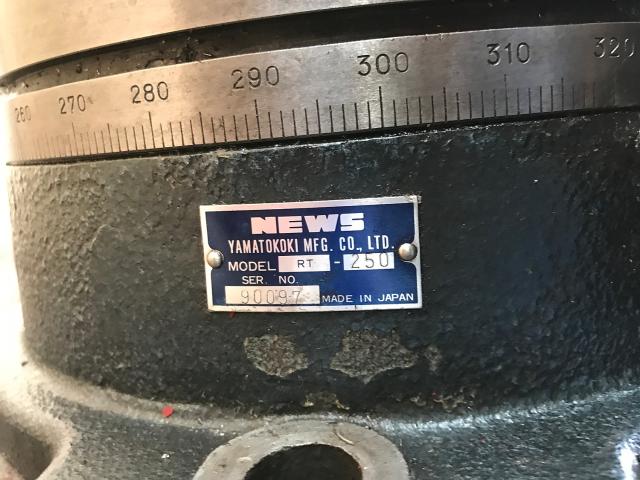 260 270 280 290 300 310 320
NEWS
YAMATOKOKI MFG. CO., LTD.
MODEL RT - 250
SER. NO.
90097 MADE IN JAPAN